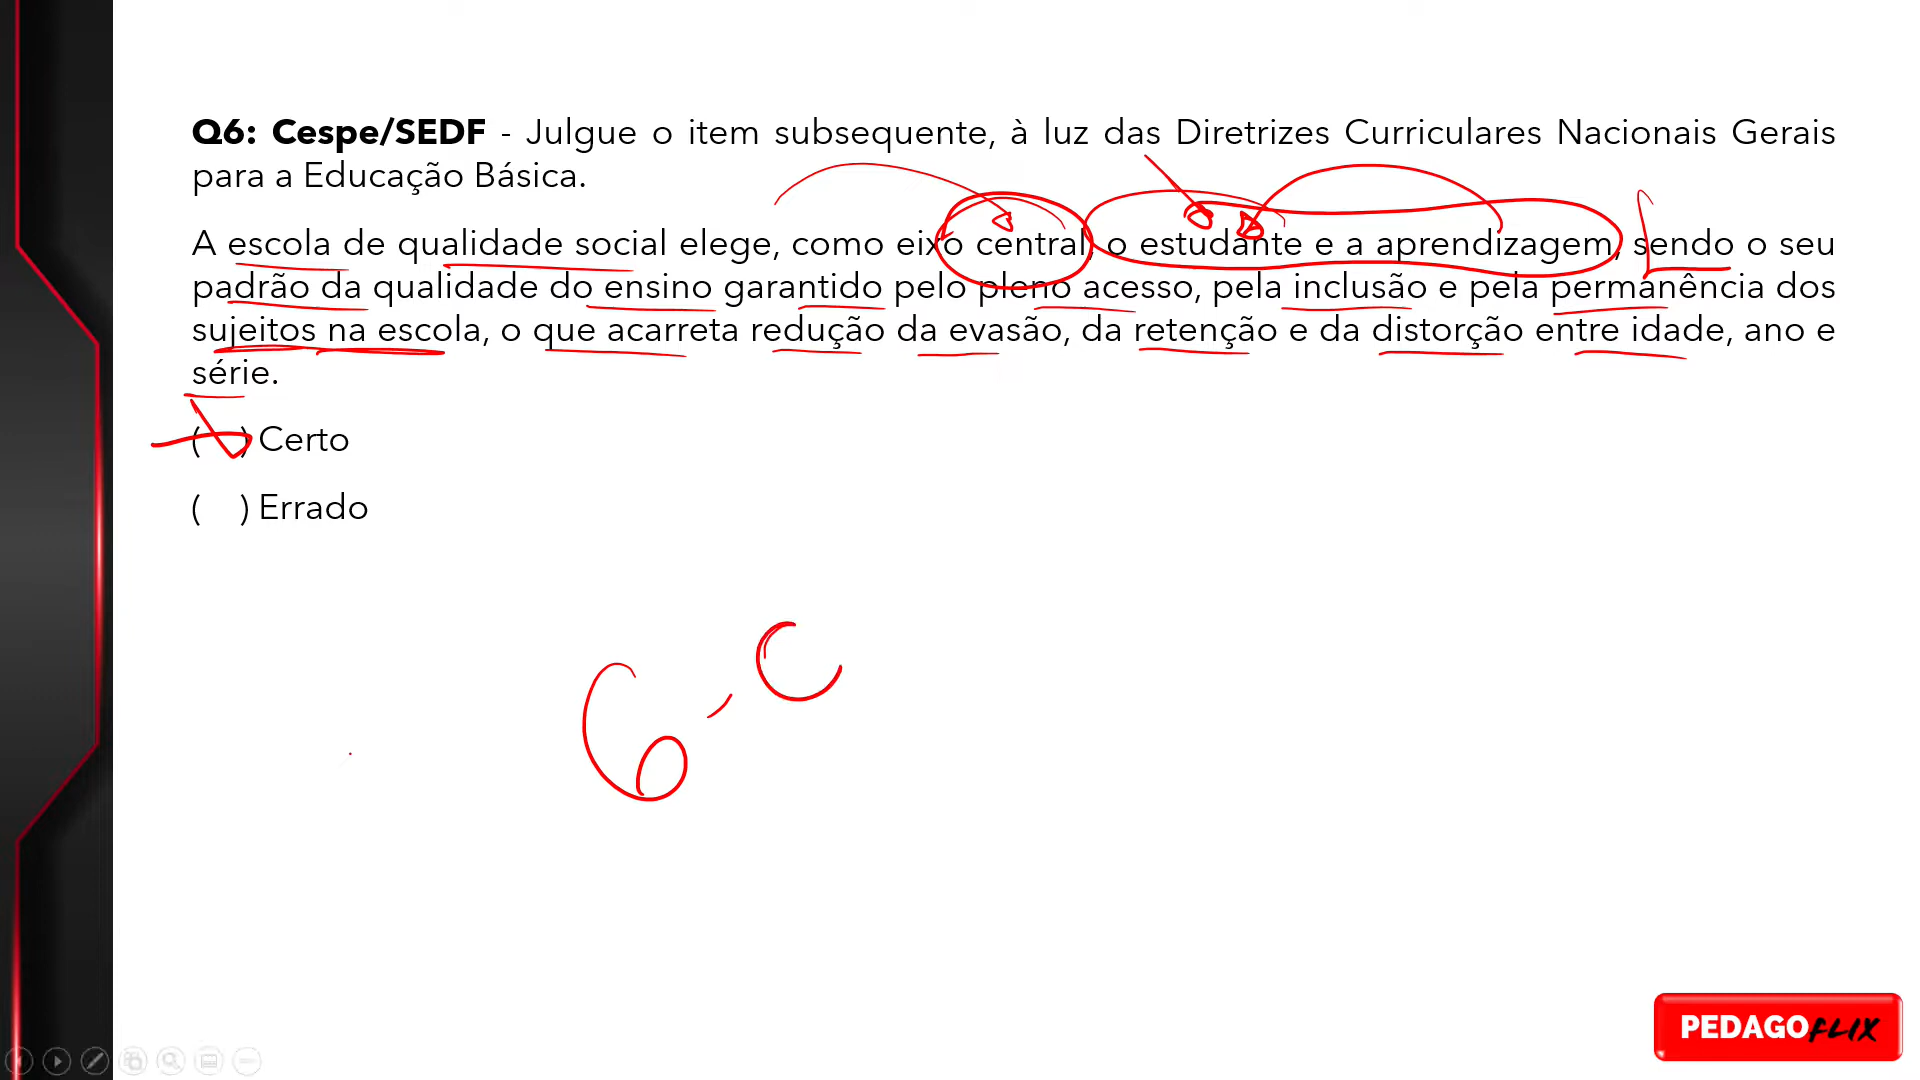 Q6: Cespe/SEDF - Julgue o item subsequente, à luz das Diretrizes Curriculares Nacionais Gerais
para a Educação Básica.
A escola de qualidade social elege, como eixo central, o estudante e a aprendizagem, sendo o seu
padrão da qualidade do ensino garantido pelo pleno acesso, pela inclusão e pela permanência dos
sujeitos na escola, o que acarreta redução da evasão, da retenção e da distorção entre idade, ano e
série.
( ) Certo
( ) Errado
6 - C
PEDAGOFLIX